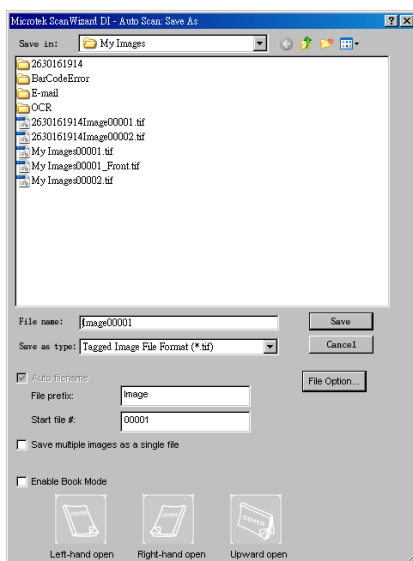 Microtek ScanWizard DI - Auto Scan: Save As
Save in: My Images
2630161914
BarCodeError
E-mail
OCR
2630161914Image00001.tif
2630161914Image00002.tif
My Images00001.tif
My Images00001_Front.tif
My Images00002.tif
File name: Image00001 Save
Save as type: Tagged Image File Format (*.tif) Cancel
Auto filename File Option...
File prefix: Image
Start file #: 00001
Save multiple images as a single file
Enable Book Mode
COVER COVER COVER
Left-hand open Right-hand open Upward open